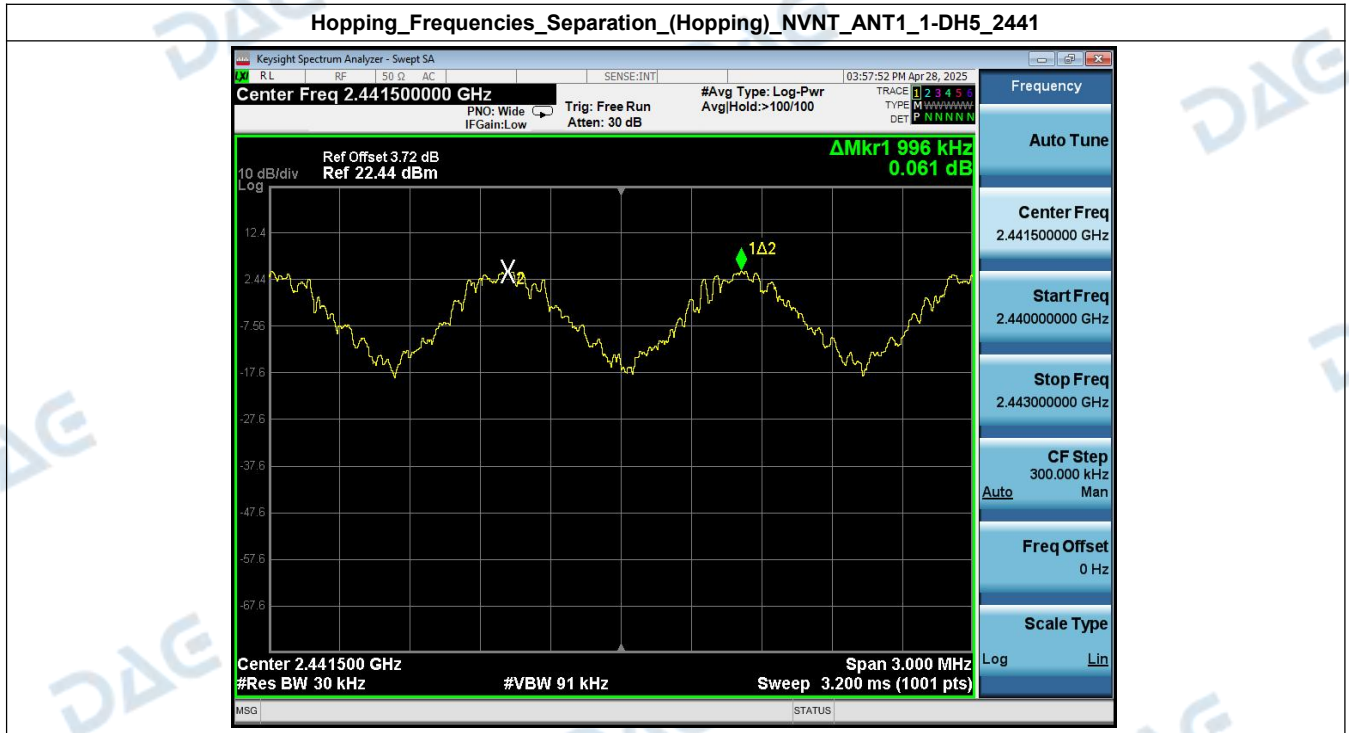 Hopping_Frequencies_Separation_(Hopping)_NVNT_ANT1_1-DH5_2441
Keysight Spectrum Analyzer - Swept SA
LXI RL RF 50 Ω AC SENSE:INT 03:57:52 PM Apr 28, 2025
Center Freq 2.441500000 GHz
PNO: Wide
IFGain:Low
Trig: Free Run
Atten: 30 dB
#Avg Type: Log-Pwr
Avg|Hold:>100/100
TRACE 1 2 3 4 5 6
TYPE M WWWWW
DET P N N N N N
ΔMkr1 996 kHz
0.061 dB
Ref Offset 3.72 dB
10 dB/div Ref 22.44 dBm
Log
12.4
2.44
-7.56
-17.6
-27.6
-37.6
-47.6
-57.6
-67.6
X2
1Δ2
Center 2.441500 GHz Span 3.000 MHz
#Res BW 30 kHz #VBW 91 kHz Sweep 3.200 ms (1001 pts)
MSG STATUS
Frequency
Auto Tune
Center Freq
2.441500000 GHz
Start Freq
2.440000000 GHz
Stop Freq
2.443000000 GHz
CF Step
300.000 kHz
Auto Man
Freq Offset
0 Hz
Scale Type
Log Lin
DAG
DAG
DAG
DAG